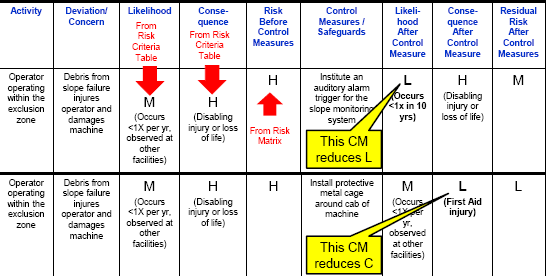 Activity
Deviation/
Concern
Likelihood
From
Risk
Criteria
Table
Conse-
quence
From Risk
Criteria
Table
Risk
Before
Control
Measures
Control
Measures /
Safeguards
Likeli-
hood
After
Control
Measure
Conse-
quence
After
Control
Measure
Residual
Risk
After
Control
Measures
Operator
operating
within the
exclusion
zone
Debris from
slope failure
injures
operator and
damages
machine
M
(Occurs
<1X per yr,
observed at
other
facilities)
H
(Disabling
injury or loss
of life)
H
From Risk
Matrix
Institute an
auditory alarm
trigger for the
slope monitoring
system
L
(Occurs
<1x in 10
yrs)
This CM
reduces L
H
(Disabling
injury or
loss of life)
M
Operator
operating
within the
exclusion
zone
Debris from
slope failure
injures
operator and
damages
machine
M
(Occurs
<1X per yr,
observed at
other
facilities)
H
(Disabling
injury or loss
of life)
H
Install protective
metal cage
around cab of
machine
This CM
reduces C
M
(Occurs
<1X per yr,
observed at
other
facilities)
L
(First Aid
injury)
L